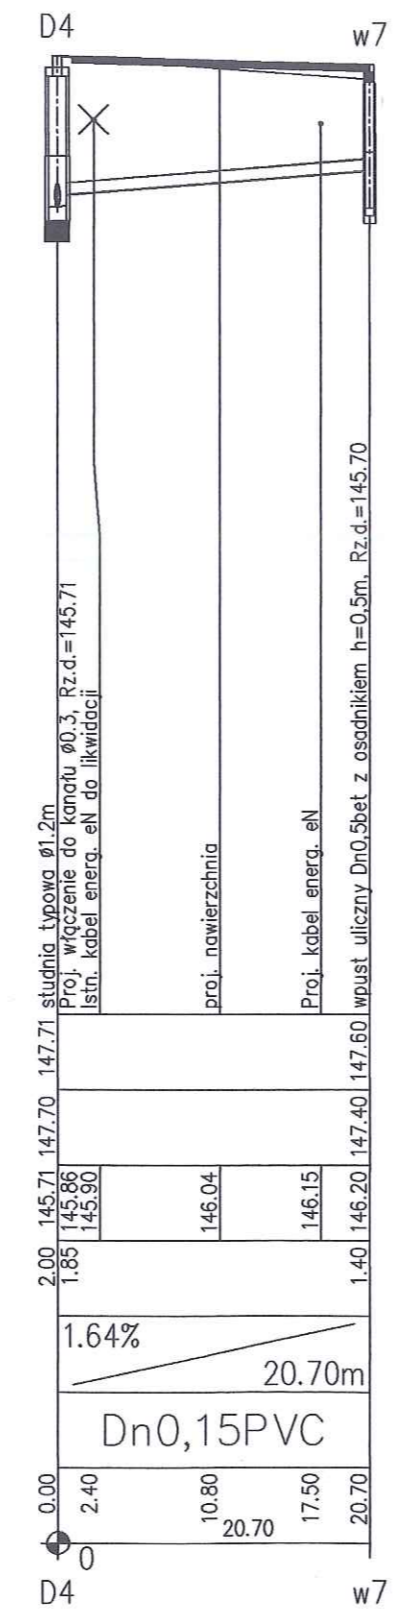 D4
w7
studnia typowa ø1.2m
Proj. włączenie do kanału ø0.3, Rz.d.=145.71
Istn. kabel energ. eN do likwidacji
proj. nawierzchnia
Proj. kabel energ. eN
wpust uliczny Dn0,5bet z osadnikiem h=0,5m, Rz.d.=145.70
147.71
147.60
147.70
147.40
145.71
145.86
145.90
146.04
146.15
146.20
2.00
1.85
1.40
1.64%
20.70m
Dn0,15PVC
0.00
2.40
10.80
17.50
20.70
20.70
0
D4
w7